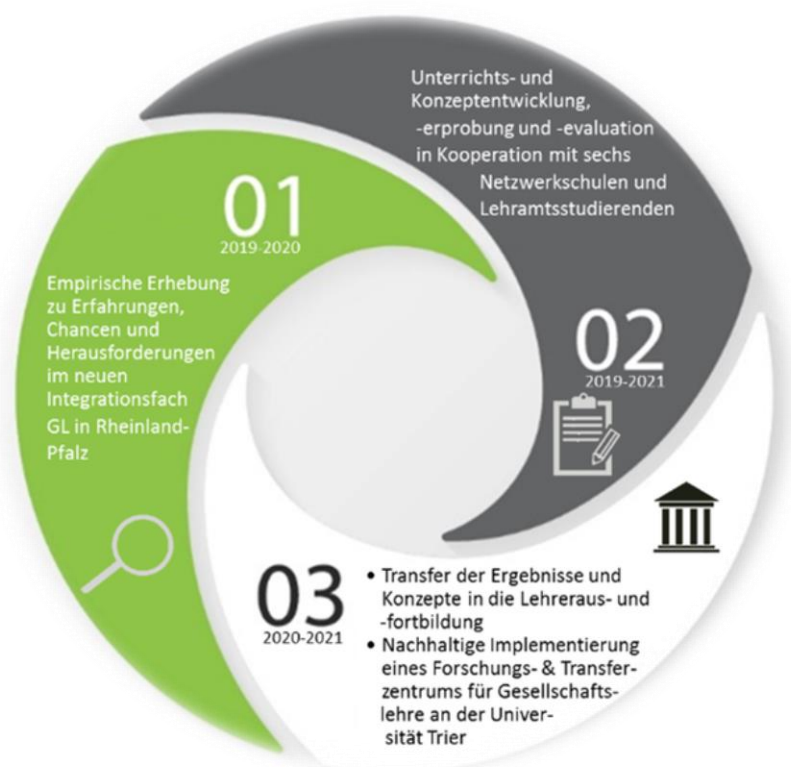 01
2019-2020
Empirische Erhebung
zu Erfahrungen,
Chancen und
Herausforderungen
im neuen
Integrationsfach
GL in Rheinland-
Pfalz
Unterrichts- und
Konzeptentwicklung,
-erprobung und -evaluation
in Kooperation mit sechs
Netzwerkschulen und
Lehramtsstudierenden
02
2019-2021
03
2020-2021
• Transfer der Ergebnisse und
Konzepte in die Lehreraus- und
-fortbildung
• Nachhaltige Implementierung
eines Forschungs- & Transfer-
zentrums für Gesellschafts-
lehre an der Univer-
sität Trier